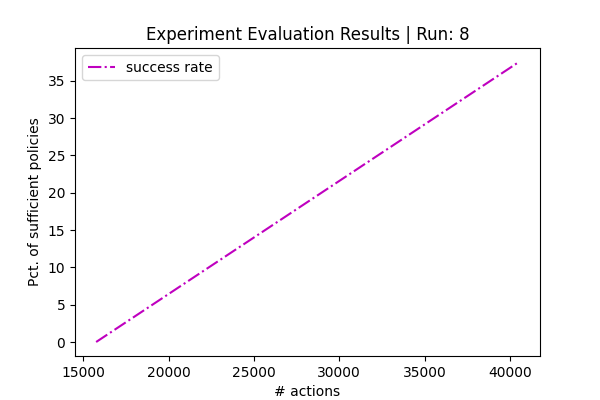 Experiment Evaluation Results | Run: 8
success rate
Pct. of sufficient policies
35
30
25
20
15
10
5
0
15000 20000 25000 30000 35000 40000
# actions